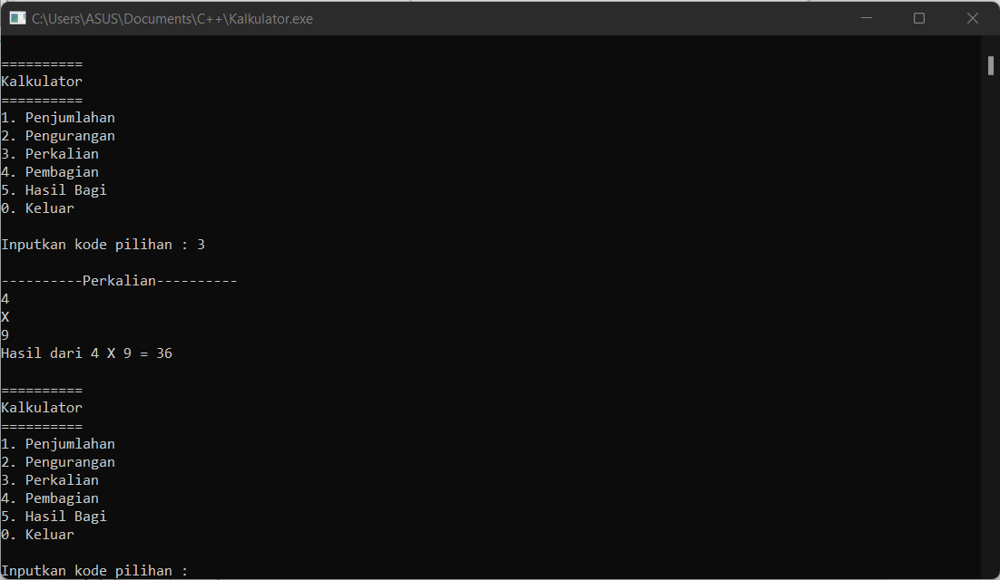 C:\Users\ASUS\Documents\C++\Kalkulator.exe
==========
Kalkulator
==========
1. Penjumlahan
2. Pengurangan
3. Perkalian
4. Pembagian
5. Hasil Bagi
0. Keluar
Inputkan kode pilihan : 3
----------Perkalian----------
4
X
9
Hasil dari 4 X 9 = 36
==========
Kalkulator
==========
1. Penjumlahan
2. Pengurangan
3. Perkalian
4. Pembagian
5. Hasil Bagi
0. Keluar
Inputkan kode pilihan :